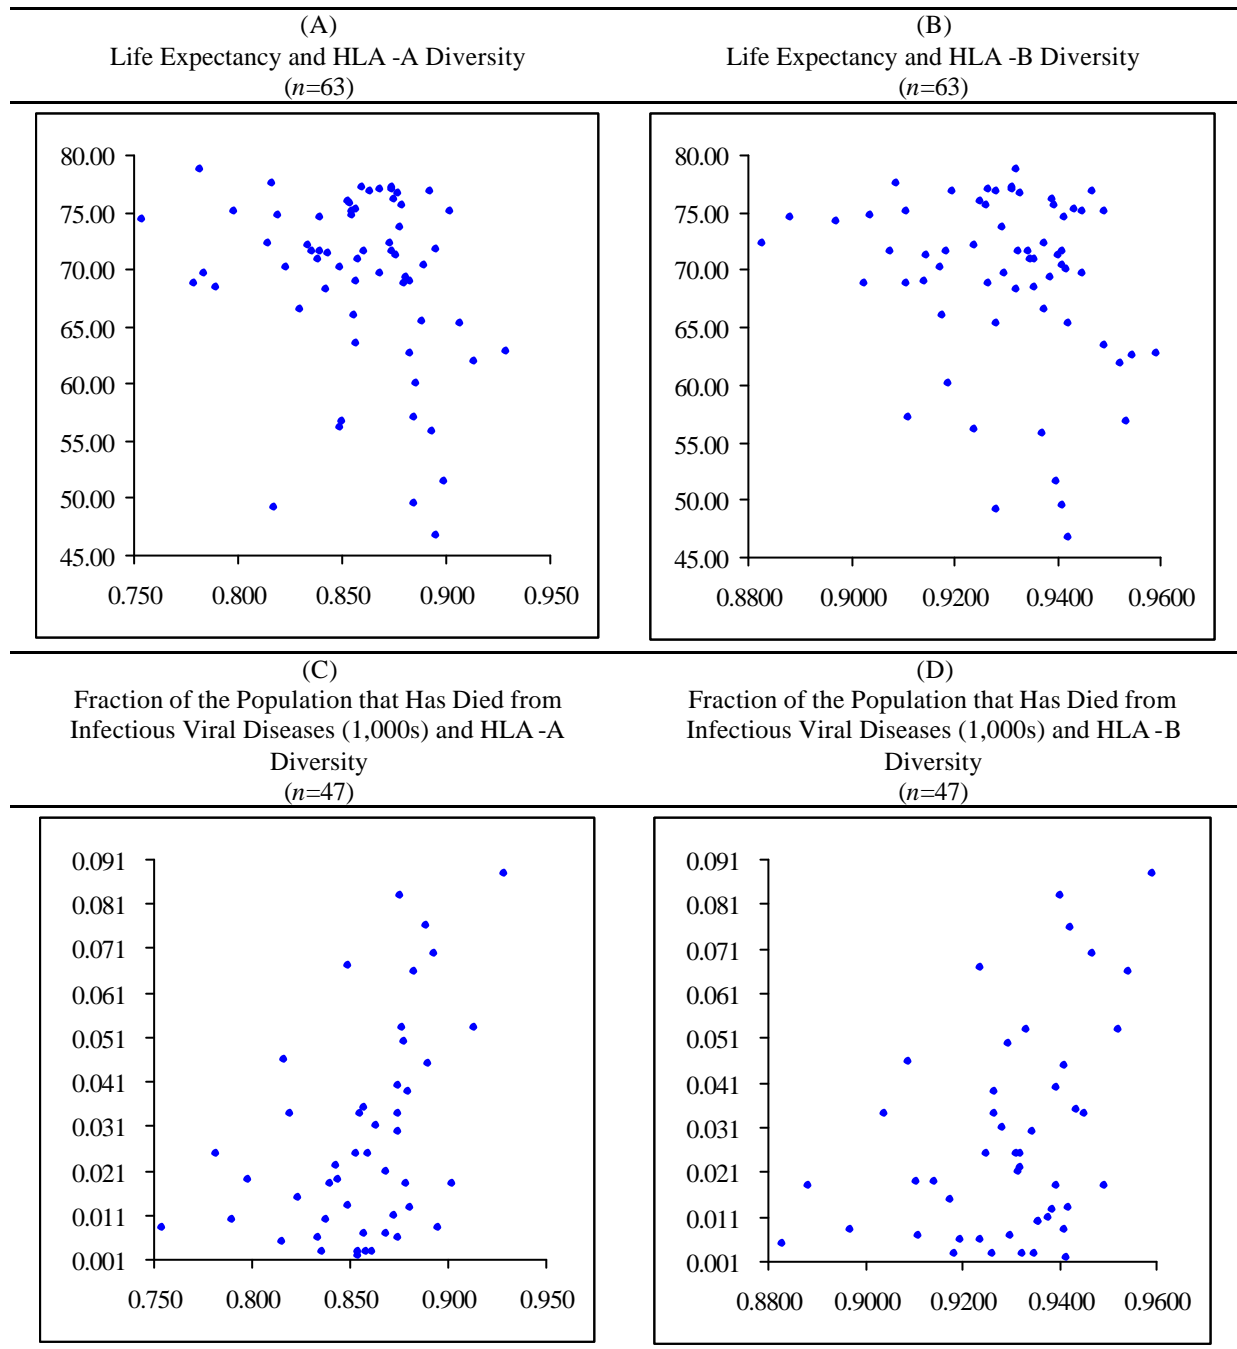 (A)
Life Expectancy and HLA -A Diversity
(n=63)
(B)
Life Expectancy and HLA -B Diversity
(n=63)
80.00
75.00
70.00
65.00
60.00
55.00
50.00
45.00
0.750 0.800 0.850 0.900 0.950
80.00
75.00
70.00
65.00
60.00
55.00
50.00
45.00
0.8800 0.9000 0.9200 0.9400 0.9600
(C)
Fraction of the Population that Has Died from
Infectious Viral Diseases (1,000s) and HLA -A
Diversity
(n=47)
(D)
Fraction of the Population that Has Died from
Infectious Viral Diseases (1,000s) and HLA -B
Diversity
(n=47)
0.091
0.081
0.071
0.061
0.051
0.041
0.031
0.021
0.011
0.001
0.750 0.800 0.850 0.900 0.950
0.091
0.081
0.071
0.061
0.051
0.041
0.031
0.021
0.011
0.001
0.8800 0.9000 0.9200 0.9400 0.9600